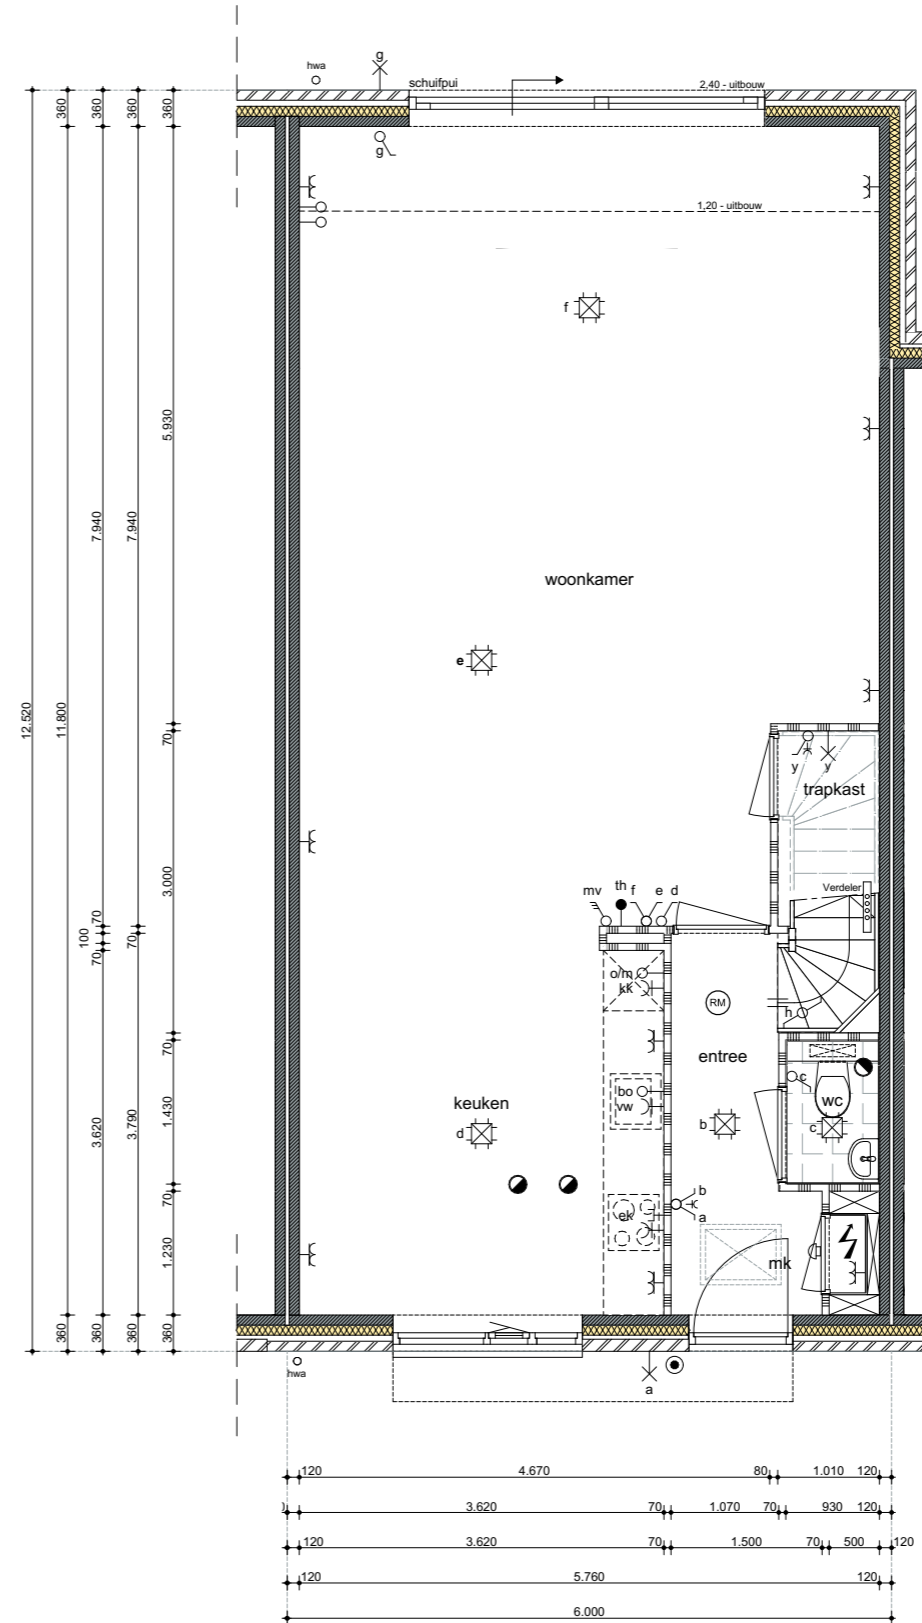 hwa
g
schuifpui
2,40 - uitbouw
g
1,20 - uitbouw
f
woonkamer
e
y y
trapkast
Verdeler
mv th f e d
o/m
kk
RM
h
entree
bo
vw
keuken
d
b
c
wc
c
ek
b
a
mk
hwa
a
360 360 360 360
12.520
11.800
7.940
7.940
5.930
70
3.000
100
70
70
70
70
3.620
3.790
1.430
70
1.230
360 360 360 360
120 4.670 80 1.010 120
3.620 70 1.070 70 930 120
120 3.620 70 1.500 70 500 120
120 5.760 120
6.000